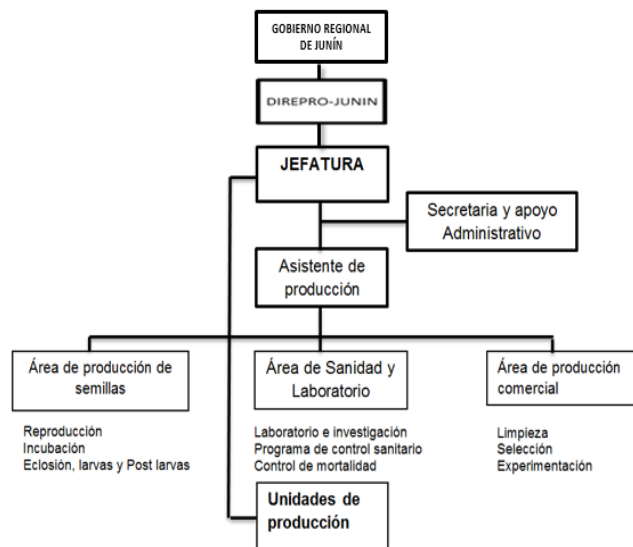 GOBIERNO REGIONAL
DE JUNÍN
DIREPRO-JUNIN
JEFATURA
Secretaria y apoyo
Administrativo
Asistente de
producción
Área de producción de
semillas
Reproducción
Incubación
Eclosión, larvas y Post larvas
Área de Sanidad y
Laboratorio
Laboratorio e investigación
Programa de control sanitario
Control de mortalidad
Área de producción
comercial
Limpieza
Selección
Experimentación
Unidades de
producción